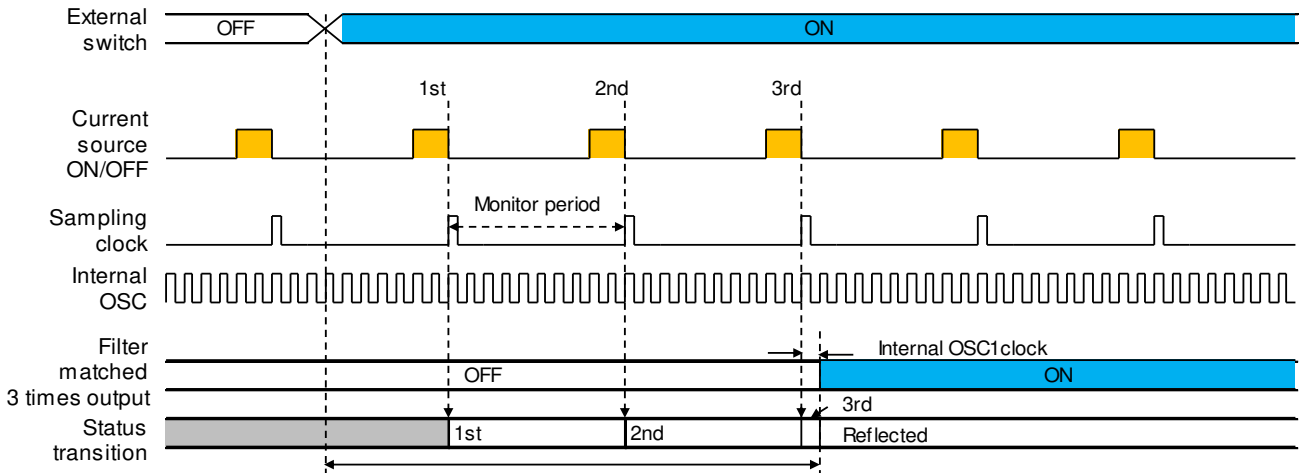 External
switch
OFF
ON
1st
2nd
3rd
Current
source
ON/OFF
Monitor period
Sampling
clock
Internal
OSC
Filter
matched
3 times output
Internal OSC1clock
OFF
ON
3rd
Status
transition
1st
2nd
Reflected